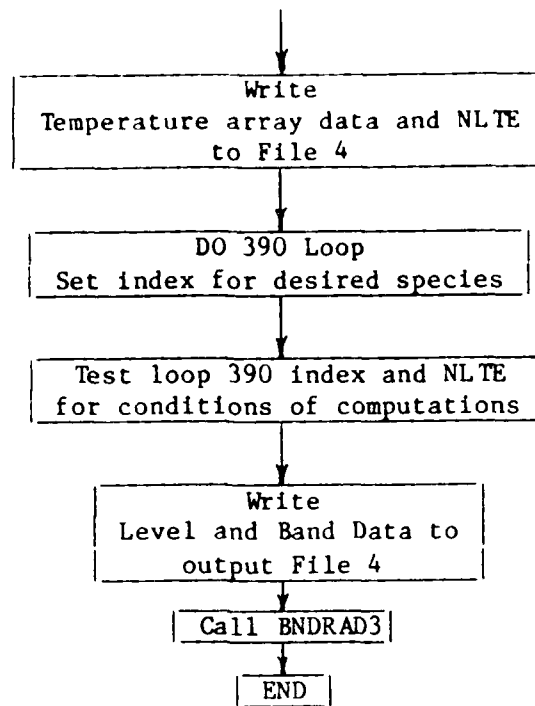 Write
Temperature array data and NLTE
to File 4
DO 390 Loop
Set index for desired species
Test loop 390 index and NLTE
for conditions of computations
Write
Level and Band Data to
output File 4
Call BNDRAD3
END